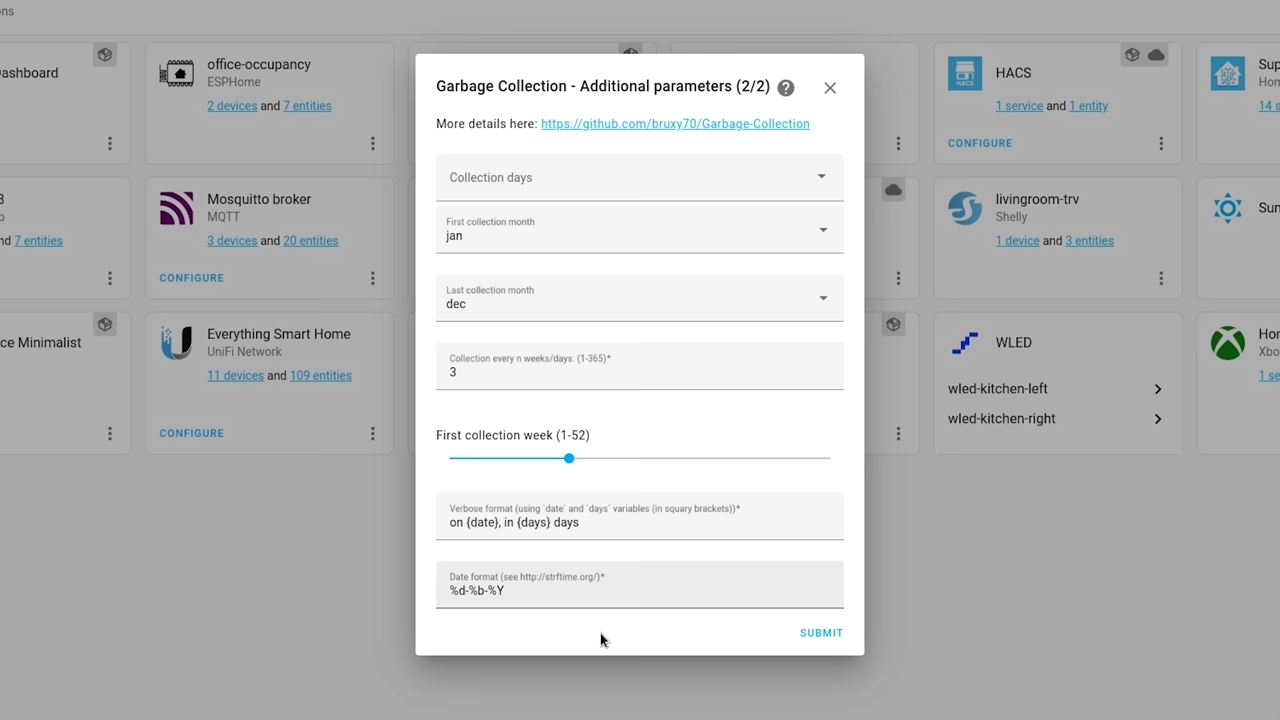 ons
Dashboard
office-occupancy
ESPHome
2 devices and 7 entities
HACS
1 service and 1 entity
CONFIGURE
Sup
Hom
14 s
3
p
and 7 entities
Mosquitto broker
MQTT
3 devices and 20 entities
CONFIGURE
livingroom-trv
Shelly
1 device and 3 entities
Sun
ce Minimalist
Everything Smart Home
UniFi Network
11 devices and 109 entities
CONFIGURE
WLED
wled-kitchen-left
wled-kitchen-right
Hom
Xbo
1 se
Garbage Collection - Additional parameters (2/2)
More details here: https://github.com/bruxy70/Garbage-Collection
Collection days
First collection month
jan
Last collection month
dec
Collection every n weeks/days: (1-365)*
3
First collection week (1-52)
Verbose format (using `date` and `days` variables (in squary brackets))*
on {date}, in {days} days
Date format (see http://strftime.org/)*
%d-%b-%Y
SUBMIT